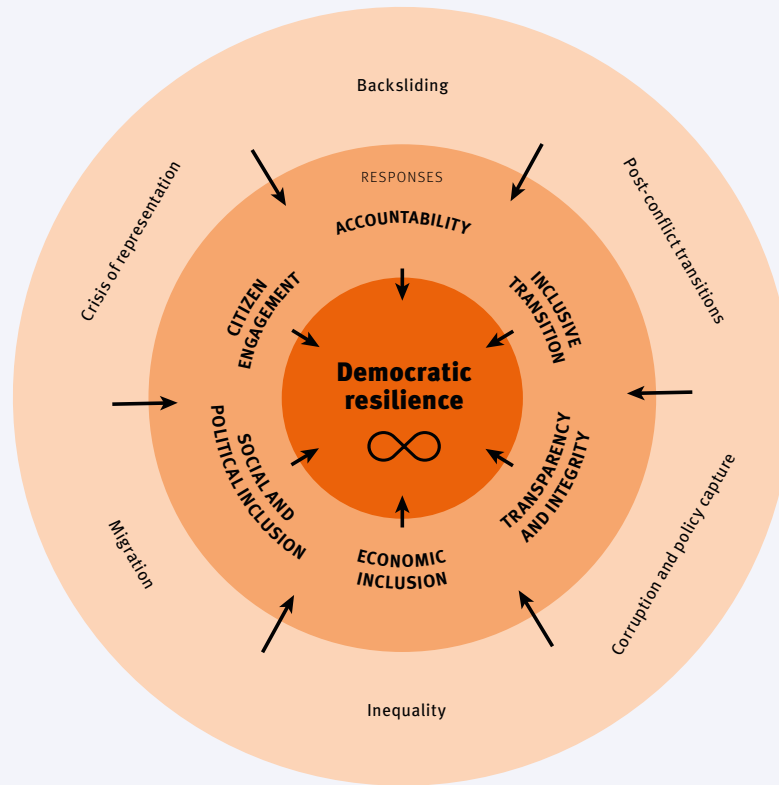 Backsliding
Post-conflict transitions
Corruption and policy capture
Inequality
Migration
Crisis of representation
RESPONSES
ACCOUNTABILITY
INCLUSIVE
TRANSITION
TRANSPARENCY
AND INTEGRITY
ECONOMIC
INCLUSION
SOCIAL AND
POLITICAL INCLUSION
CITIZEN
ENGAGEMENT
Democratic
resilience